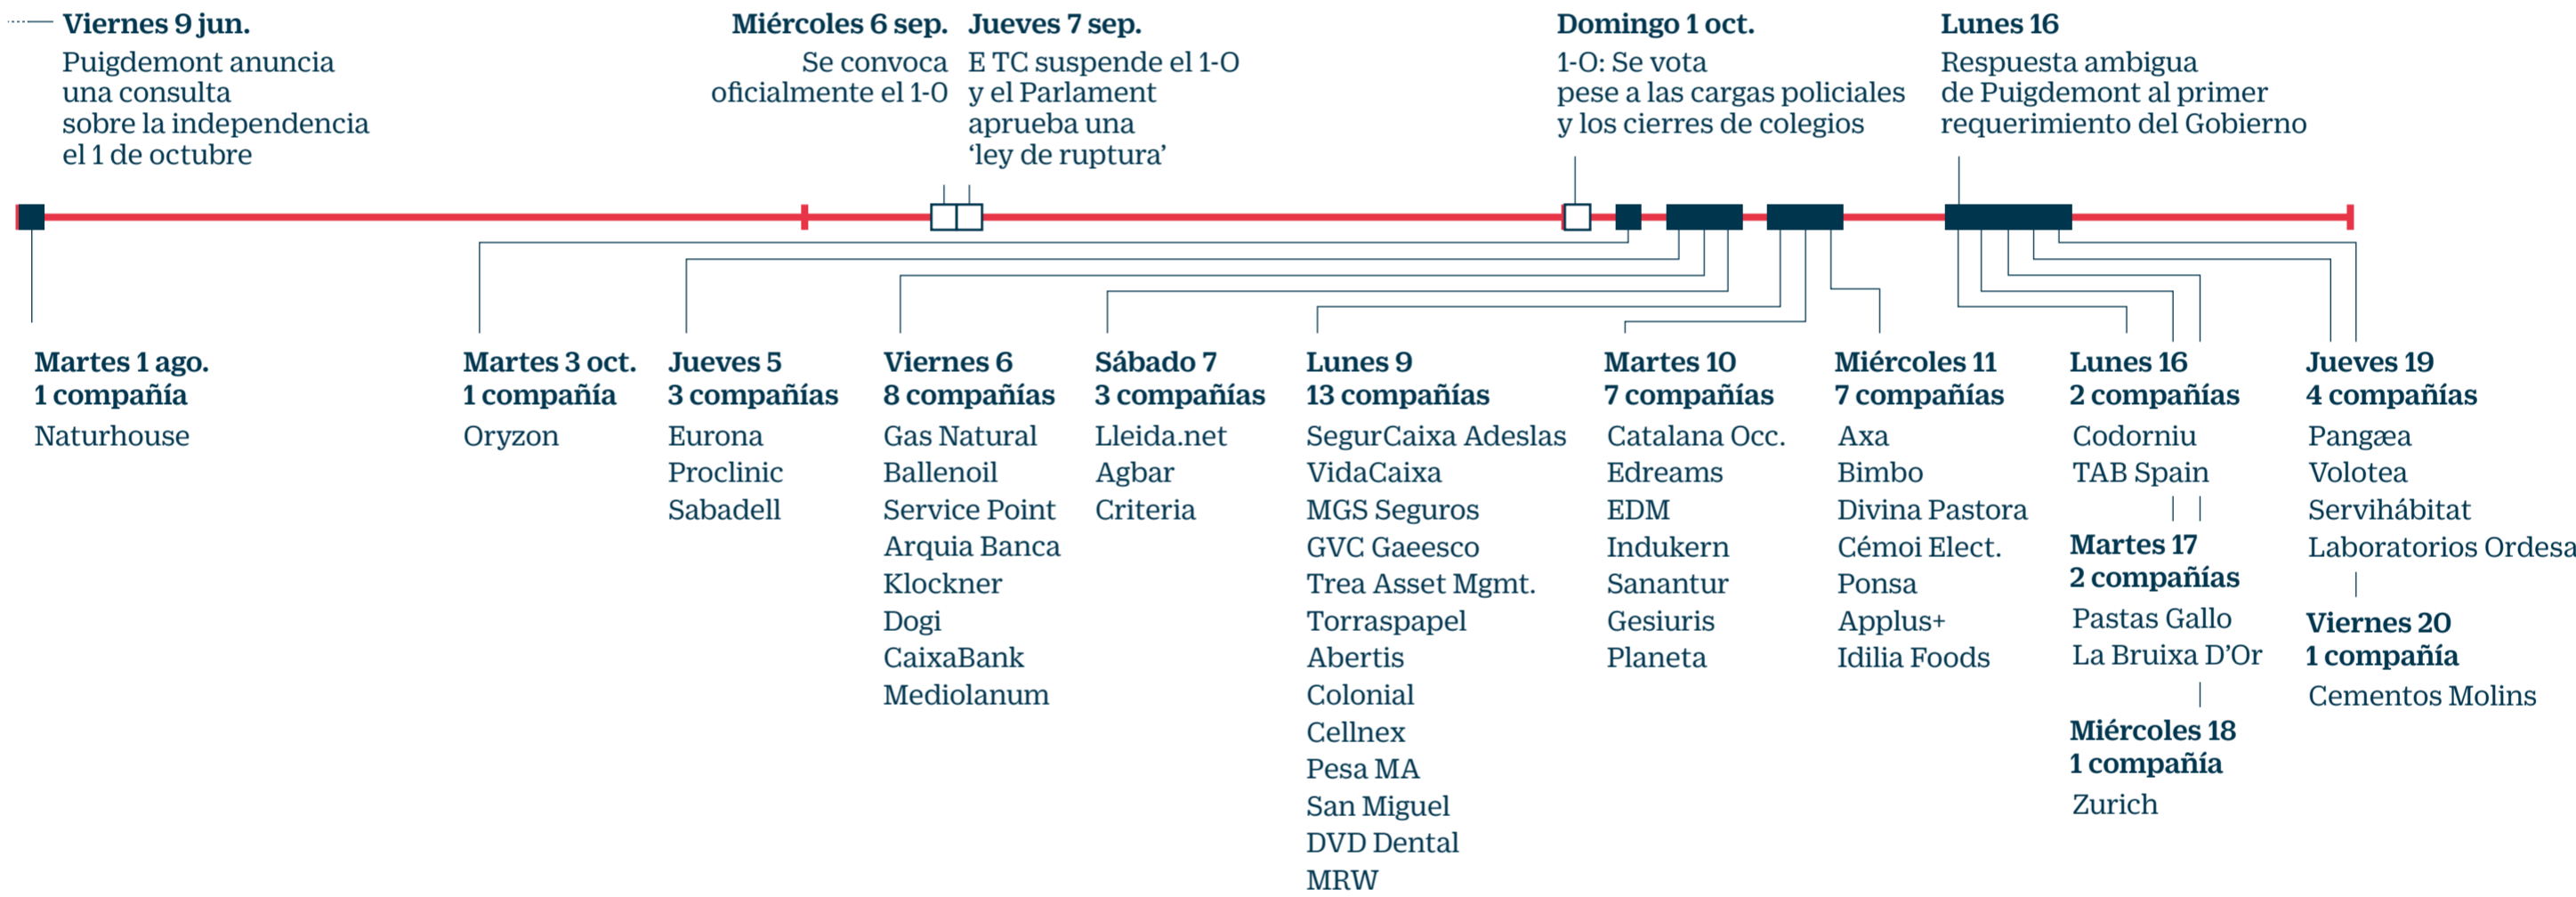 Viernes 9 jun.
Puigdemont anuncia
una consulta
sobre la independencia
el 1 de octubre
Miércoles 6 sep.
Se convoca
oficialmente el 1-O
Jueves 7 sep.
E TC suspende el 1-O
y el Parlament
aprueba una
‘ley de ruptura’
Domingo 1 oct.
1-O: Se vota
pese a las cargas policiales
y los cierres de colegios
Lunes 16
Respuesta ambigua
de Puigdemont al primer
requerimiento del Gobierno
Martes 1 ago.
1 compañía
Naturhouse
Martes 3 oct.
1 compañía
Oryzon
Jueves 5
3 compañías
Eurona
Proclinic
Sabadell
Viernes 6
8 compañías
Gas Natural
Ballenoil
Service Point
Arquia Banca
Klockner
Dogi
CaixaBank
Mediolanum
Sábado 7
3 compañías
Lleida.net
Agbar
Criteria
Lunes 9
13 compañías
SegurCaixa Adeslas
VidaCaixa
MGS Seguros
GVC Gaeesco
Trea Asset Mgmt.
Torraspapel
Abertis
Colonial
Cellnex
Pesa MA
San Miguel
DVD Dental
MRW
Martes 10
7 compañías
Catalana Occ.
Edreams
EDM
Indukern
Sanantur
Gesiuris
Planeta
Miércoles 11
7 compañías
Axa
Bimbo
Divina Pastora
Cémoi Elect.
Ponsa
Applus+
Idilia Foods
Lunes 16
2 compañías
Codorniu
TAB Spain
Martes 17
2 compañías
Pastas Gallo
La Bruixa D’Or
Miércoles 18
1 compañía
Zurich
Jueves 19
4 compañías
Pangæa
Volotea
Servihábitat
Laboratorios Ordesa
Viernes 20
1 compañía
Cementos Molins